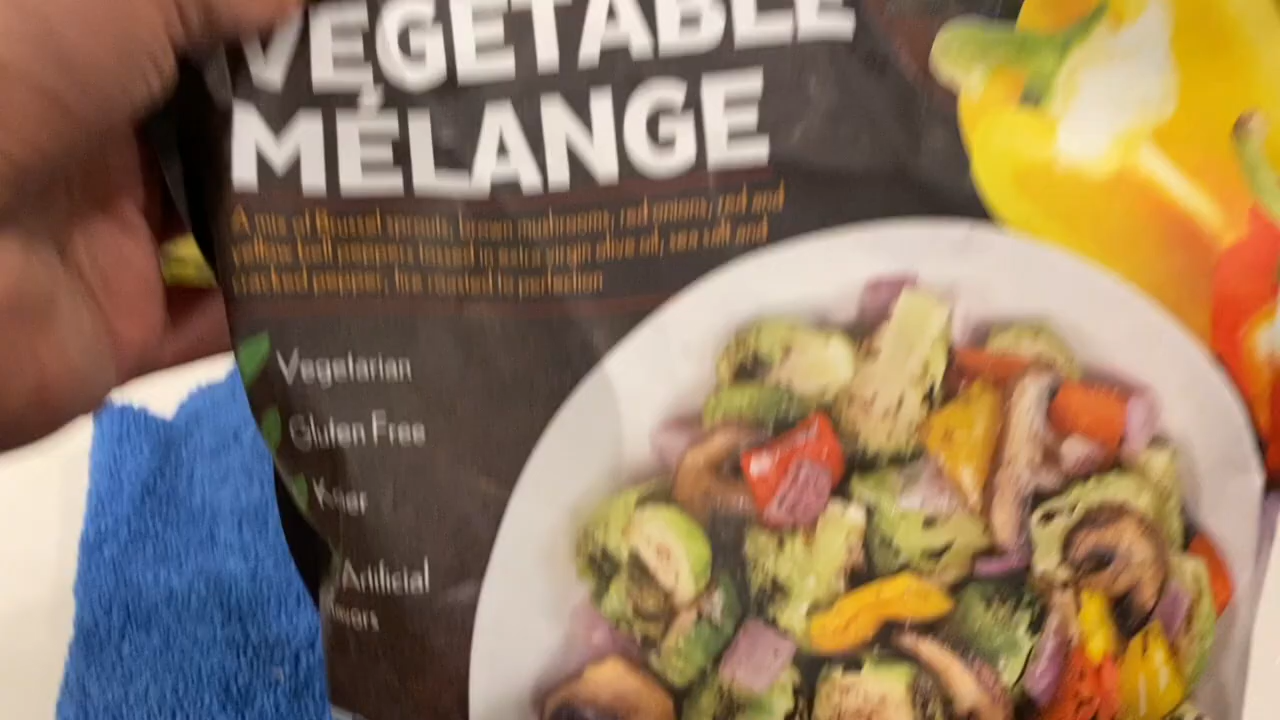 VEGETABLE
MÉLANGE
A mix of Brussel sprouts, brown mushrooms, red onions, red and
yellow bell peppers tossed in extra virgin olive oil, sea salt and
cracked pepper, fire roasted to perfection
Vegetarian
Gluten Free
Artificial